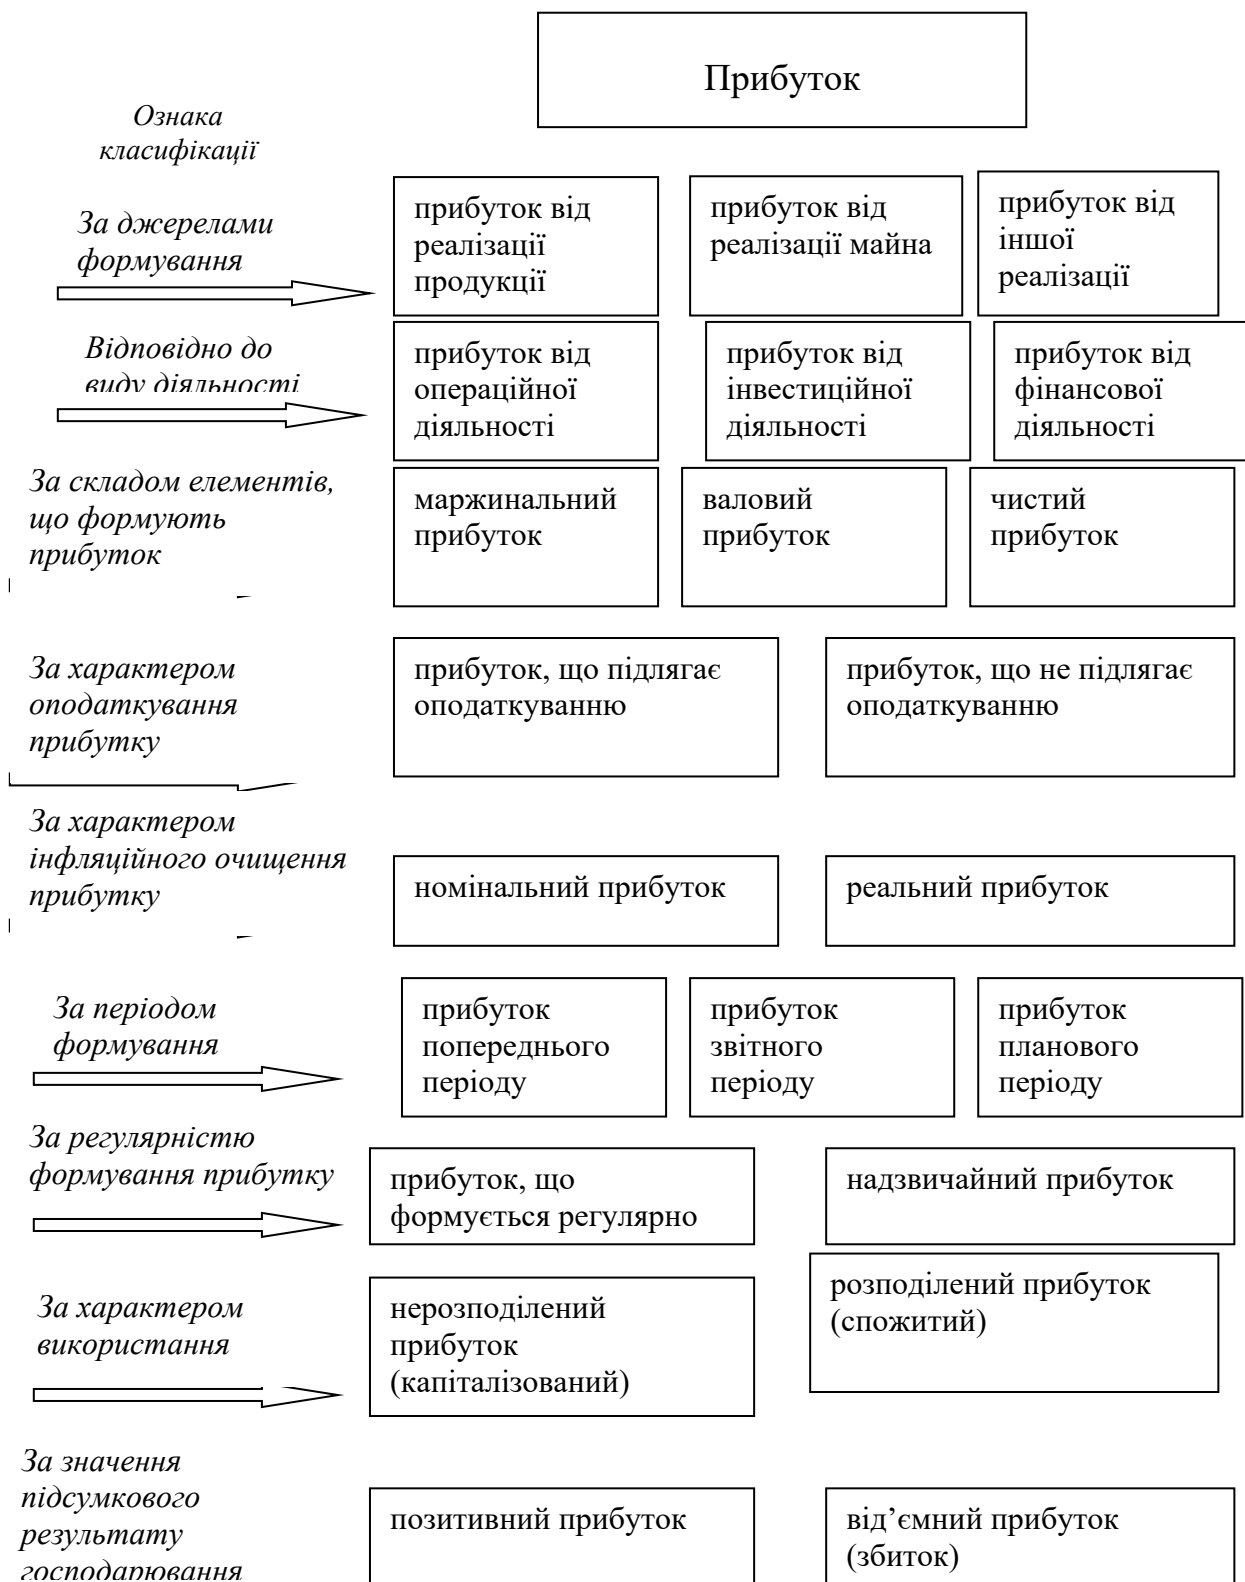 Прибуток
Ознака
класифікації
За джерелами
формування
прибуток від
реалізації
продукції
прибуток від
реалізації майна
прибуток від
іншої
реалізації
Відповідно до
виду діяльності
прибуток від
операційної
діяльності
прибуток від
інвестиційної
діяльності
прибуток від
фінансової
діяльності
За складом елементів,
що формують
прибуток
маржинальний
прибуток
валовий
прибуток
чистий
прибуток
За характером
оподаткування
прибутку
прибуток, що підлягає
оподаткуванню
прибуток, що не підлягає
оподаткуванню
За характером
інфляційного очищення
прибутку
номінальний прибуток
реальний прибуток
За періодом
формування
прибуток
попереднього
періоду
прибуток
звітного
періоду
прибуток
планового
періоду
За регулярністю
формування прибутку
прибуток, що
формується регулярно
надзвичайний прибуток
За характером
використання
нерозподілений
прибуток
(капіталізований)
розподілений прибуток
(спожитий)
За значення
підсумкового
результату
господарювання
позитивний прибуток
від’ємний прибуток
(збиток)